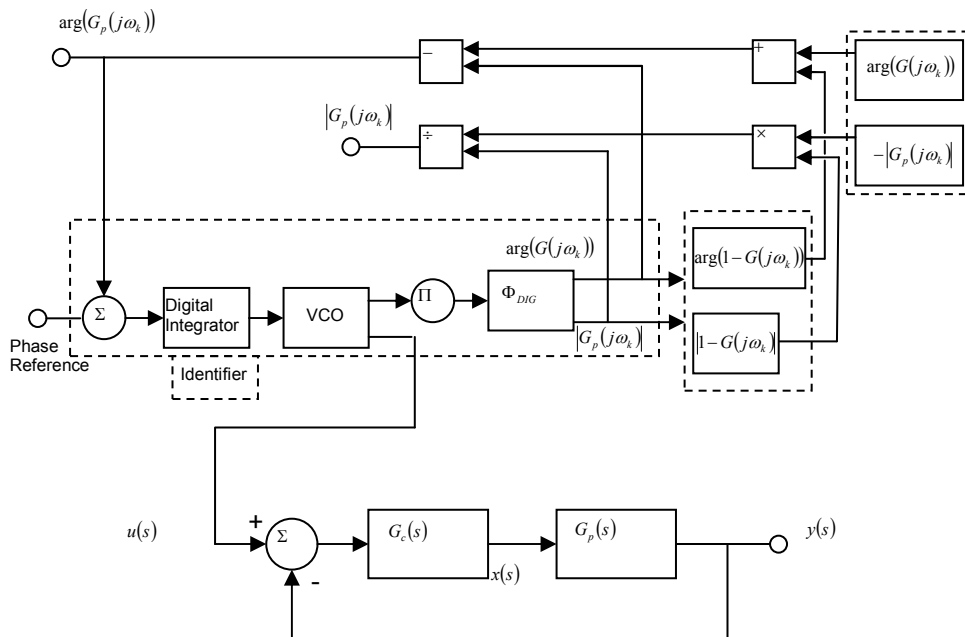 arg(G_p(jω_k))
−
+
arg(G(jω_k))
|G_p(jω_k)|
÷
×
−|G_p(jω_k)|
arg(G(jω_k))
arg(1−G(jω_k))
Σ
Digital
Integrator
VCO
Π
Φ_DIG
Phase
Reference
|G_p(jω_k)|
|1−G(jω_k)|
Identifier
u(s)
+
Σ
-
G_c(s)
x(s)
G_p(s)
y(s)